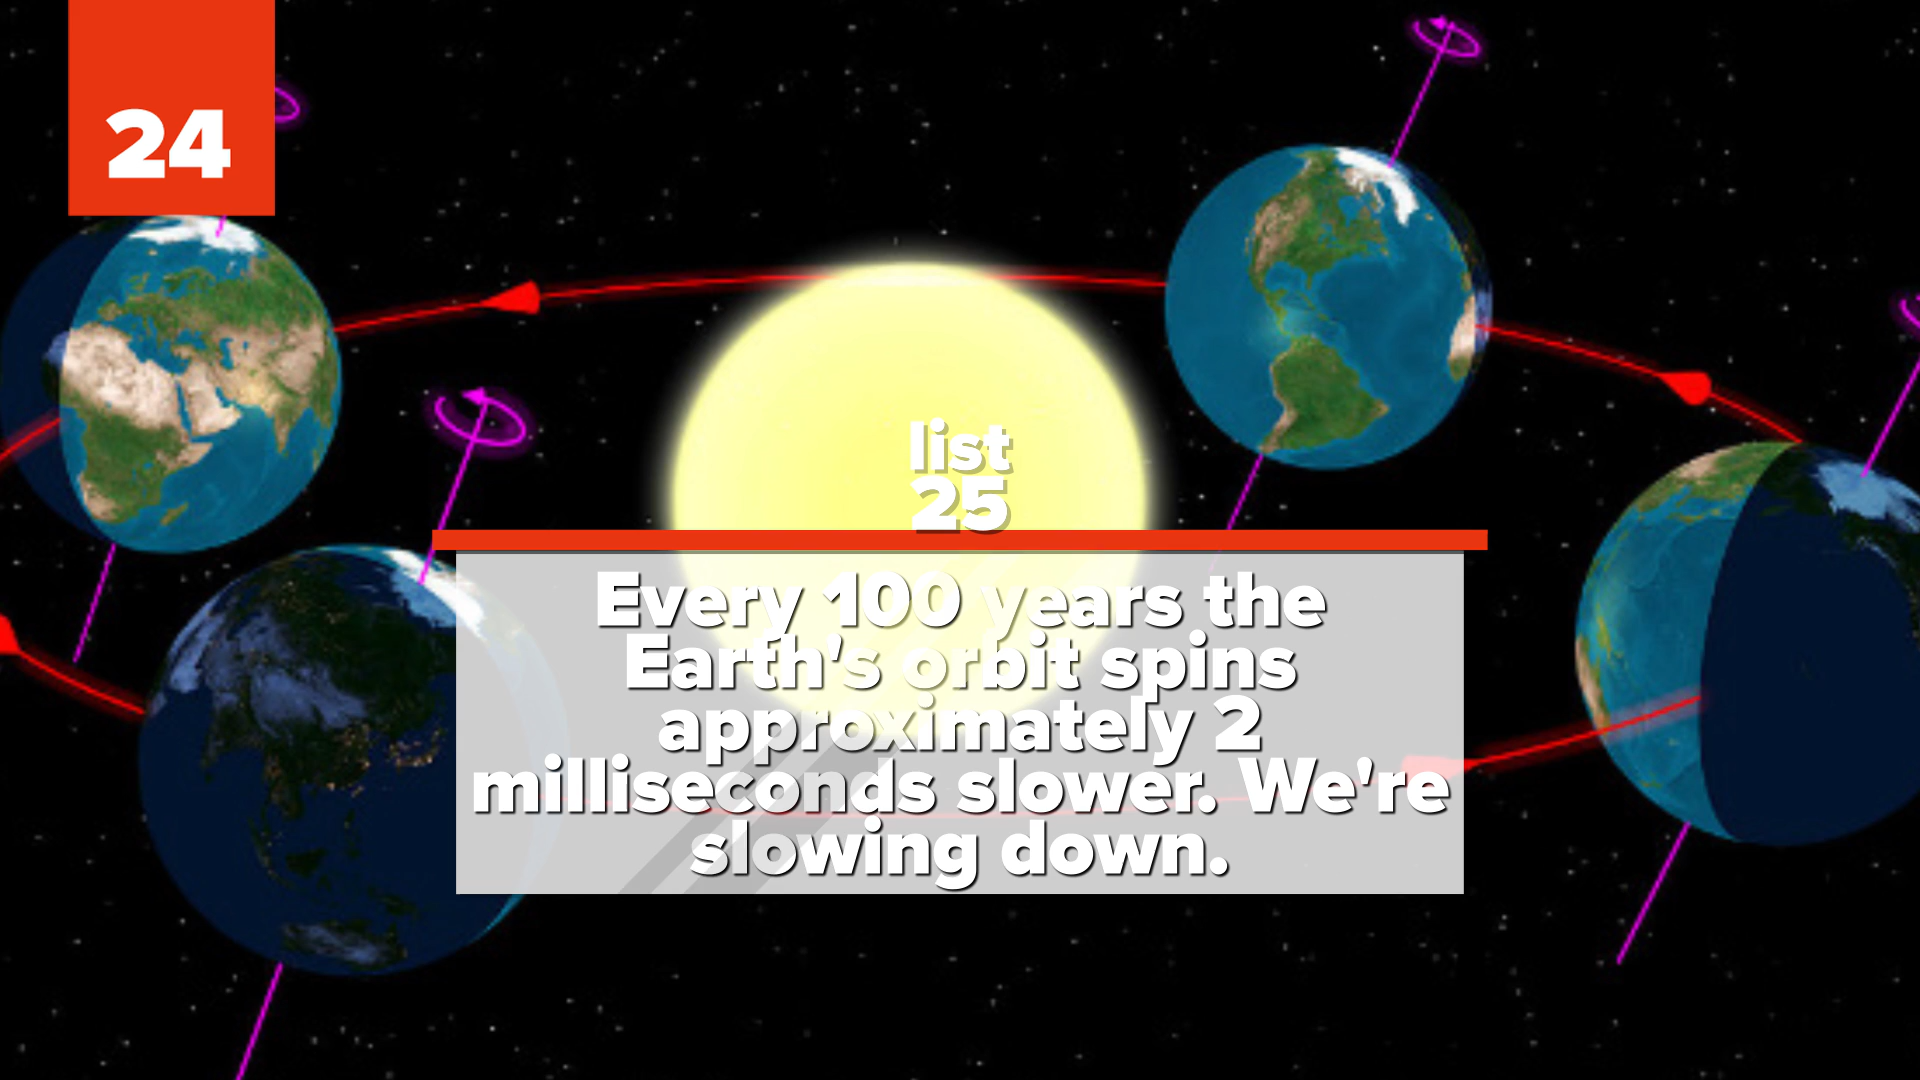 24
list
25
Every 100 years the
Earth's orbit spins
approximately 2
milliseconds slower. We're
slowing down.